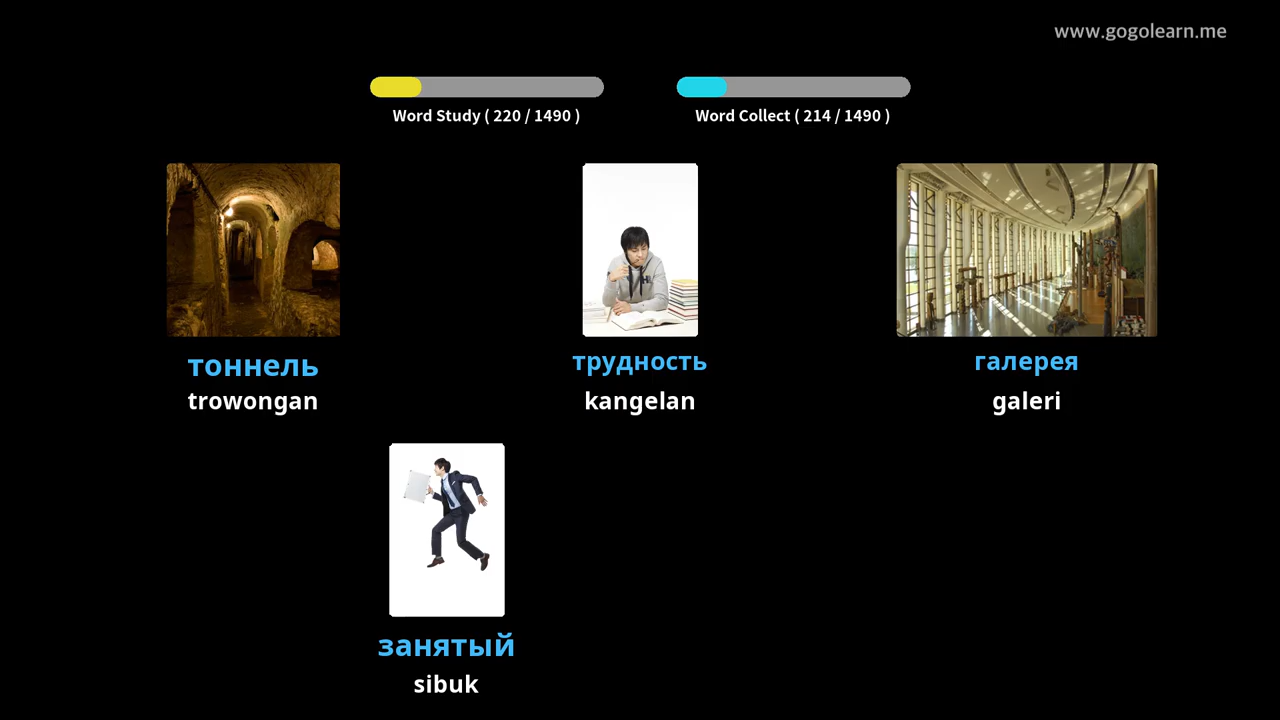 www.gogolearn.me
Word Study ( 220 / 1490 )
Word Collect ( 214 / 1490 )
тоннель
trowongan
трудность
kangelan
галерея
galeri
занятый
sibuk